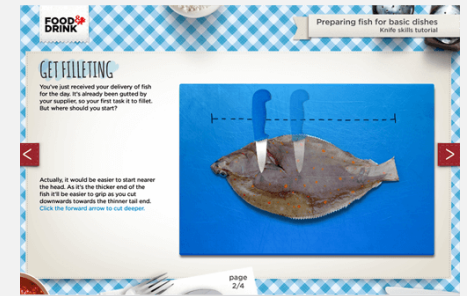 FOOD&
DRINK
Preparing fish for basic dishes
Knife skills tutorial
GET FILLETING
You've just received your delivery of fish
for the day. It's already been gutted by
your supplier, so your first task it to fillet.
But where should you start?
Actually, it would be easier to start nearer
the head. As it's the thicker end of the
fish it'll be easier to grip as you cut
downwards towards the thinner tail end.
Click the forward arrow to cut deeper.
page
2/4